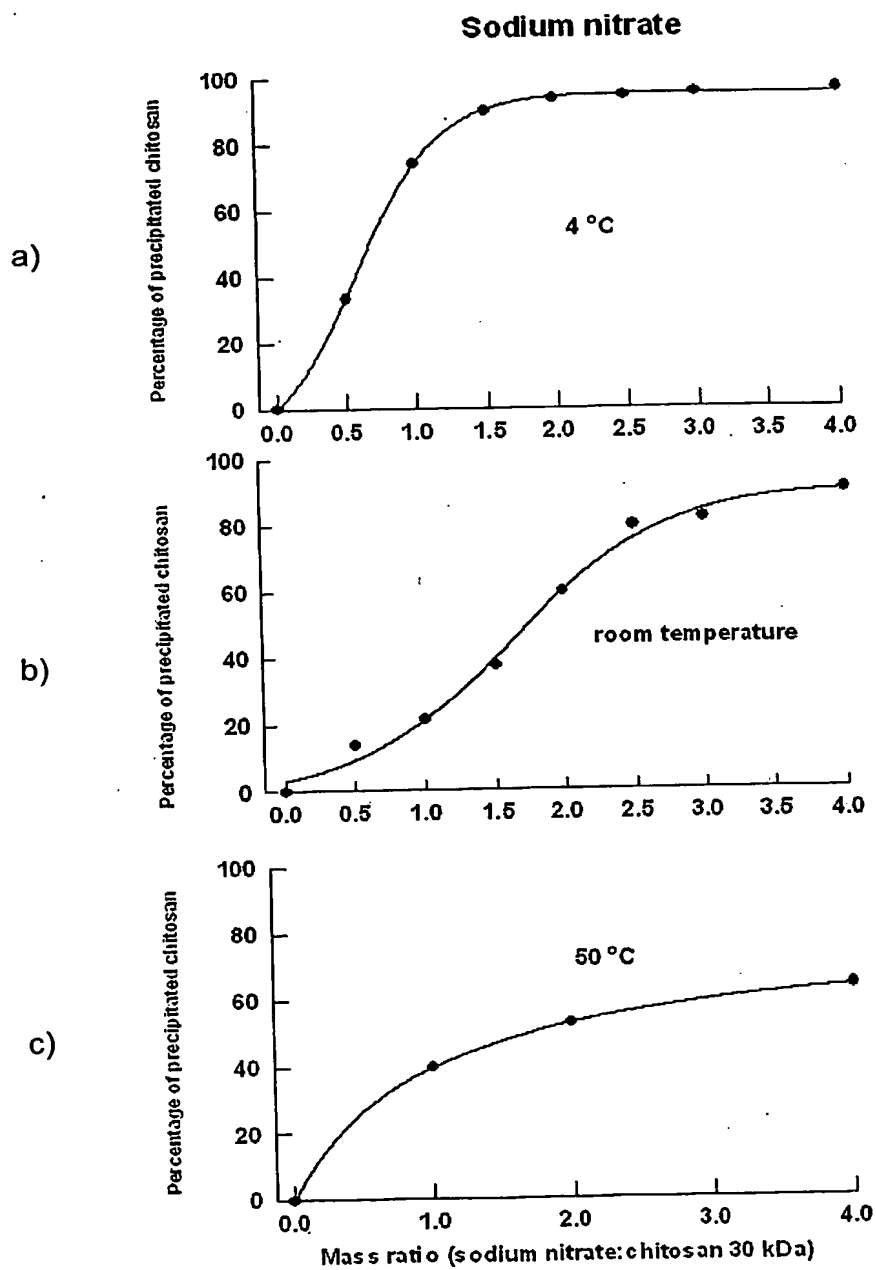 Sodium nitrate
a)
Percentage of precipitated chitosan
100
80
60
40
20
0
4 °C
0.0 0.5 1.0 1.5 2.0 2.5 3.0 3.5 4.0
b)
Percentage of precipitated chitosan
100
80
60
40
20
0
room temperature
0.0 0.5 1.0 1.5 2.0 2.5 3.0 3.5 4.0
c)
Percentage of precipitated chitosan
100
80
60
40
20
0
50 °C
0.0 1.0 2.0 3.0 4.0
Mass ratio (sodium nitrate:chitosan 30 kDa)